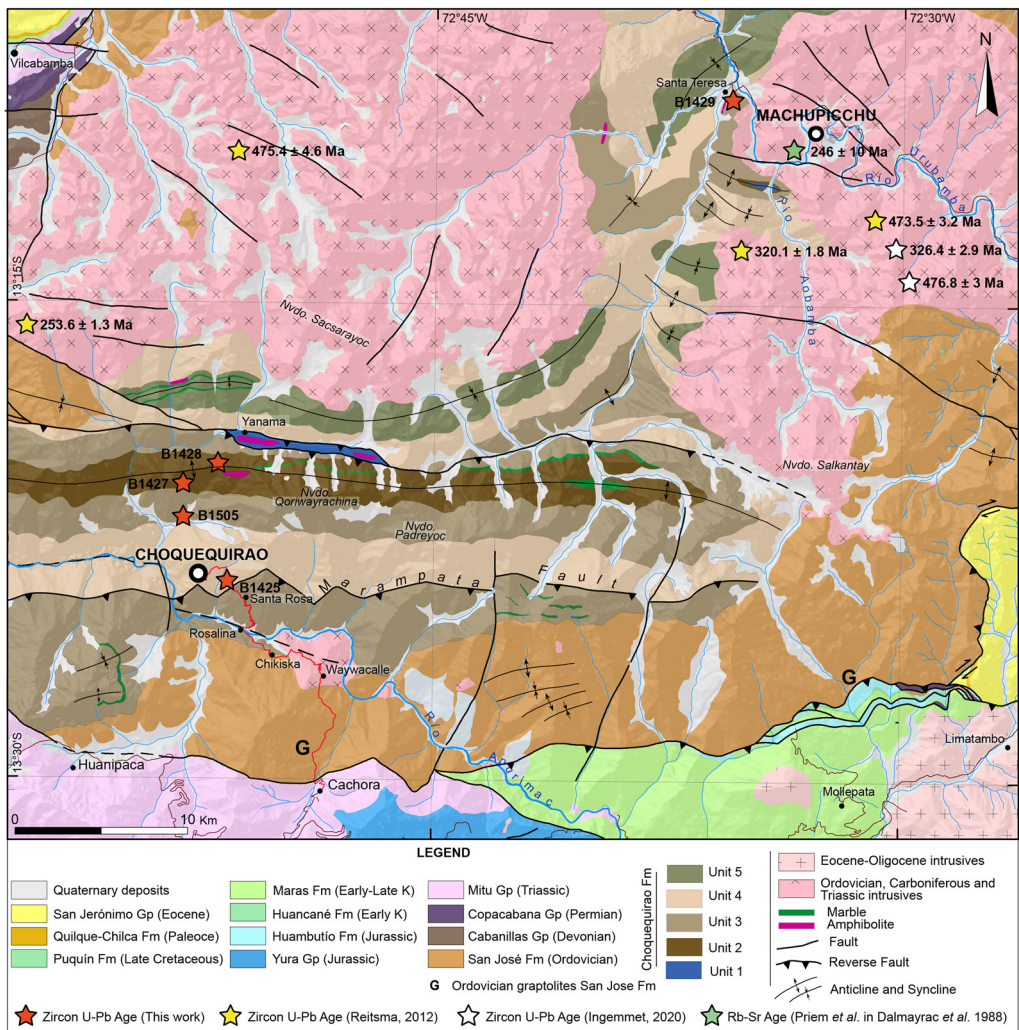 72°45'W
72°30'W
N
Vilcabamba
Santa Teresa
B1429
MACHUPICCHU
475.4 ± 4.6 Ma
246 ± 10 Ma
Río
Urubamba
Río
473.5 ± 3.2 Ma
320.1 ± 1.8 Ma
326.4 ± 2.9 Ma
476.8 ± 3 Ma
Aobamba
13°15'S
Nvdo. Sacsarayoc
253.6 ± 1.3 Ma
Yanama
B1428
B1427
Nvdo.
Qoriwayrachina
Nvdo. Salkantay
B1505
Nvdo.
Padreyoc
CHOQUEQUIRAO
B1425
Marampata Fault
Santa Rosa
Rosalina
Chikiska
Waywacalle
G
G
Río Apurímac
13°30'S
Huanipaca
Cachora
Limatambo
Mollepata
0 10 Km
LEGEND
Quaternary deposits
San Jerónimo Gp (Eocene)
Quilque-Chilca Fm (Paleoce)
Puquín Fm (Late Cretaceous)
Maras Fm (Early-Late K)
Huancané Fm (Early K)
Huambutío Fm (Jurassic)
Yura Gp (Jurassic)
Mitu Gp (Triassic)
Copacabana Gp (Permian)
Cabanillas Gp (Devonian)
San José Fm (Ordovician)
G Ordovician graptolites San Jose Fm
Choquequirao Fm
Unit 5
Unit 4
Unit 3
Unit 2
Unit 1
Eocene-Oligocene intrusives
Ordovician, Carboniferous and
Triassic intrusives
Marble
Amphibolite
Fault
Reverse Fault
Anticline and Syncline
Zircon U-Pb Age (This work)
Zircon U-Pb Age (Reitsma, 2012)
Zircon U-Pb Age (Ingemmet, 2020)
Rb-Sr Age (Priem et al. in Dalmayrac et al. 1988)